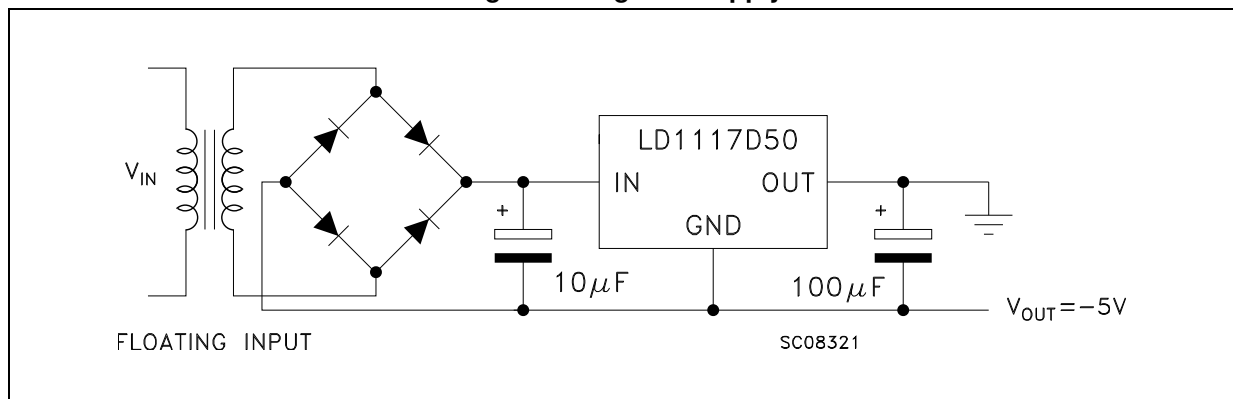 LD1117D50
V_IN
IN
OUT
+
+
GND
10μF
100μF
V_OUT=-5V
FLOATING INPUT
SC08321